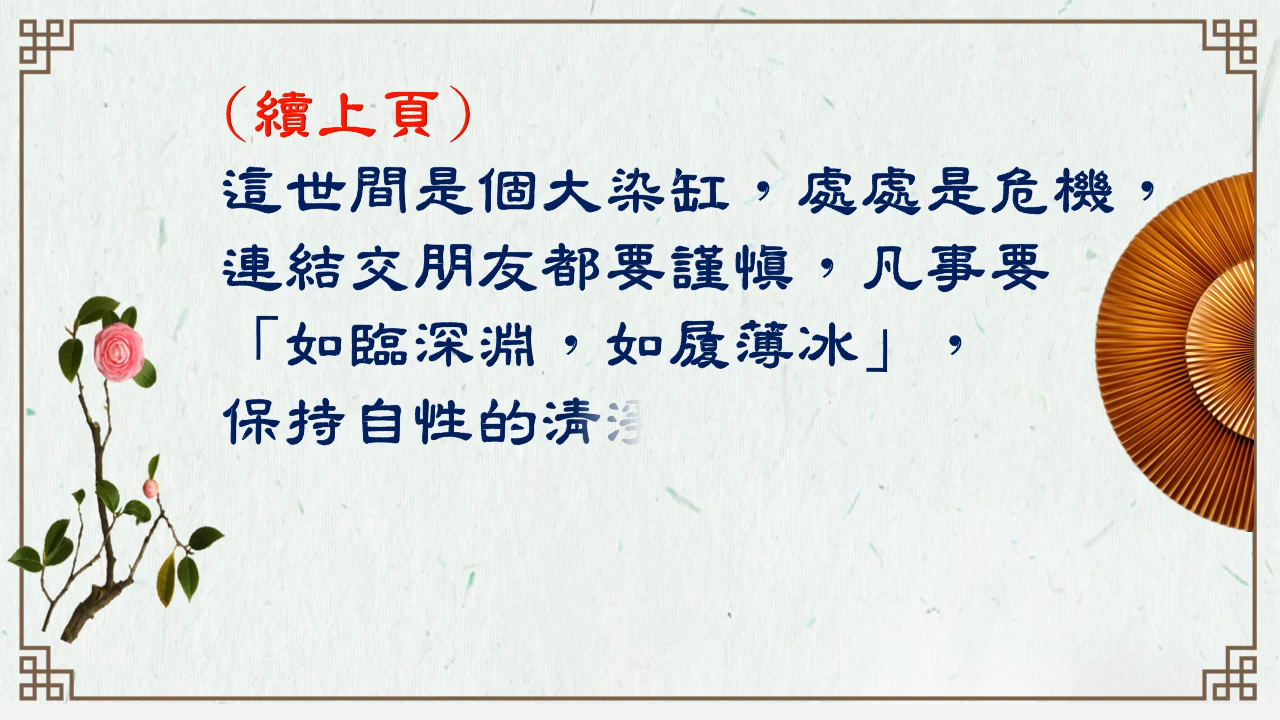 (續上頁)
這世間是個大染缸，處處是危機，
連結交朋友都要謹慎，凡事要
「如臨深淵，如履薄冰」，
保持自性的清淨